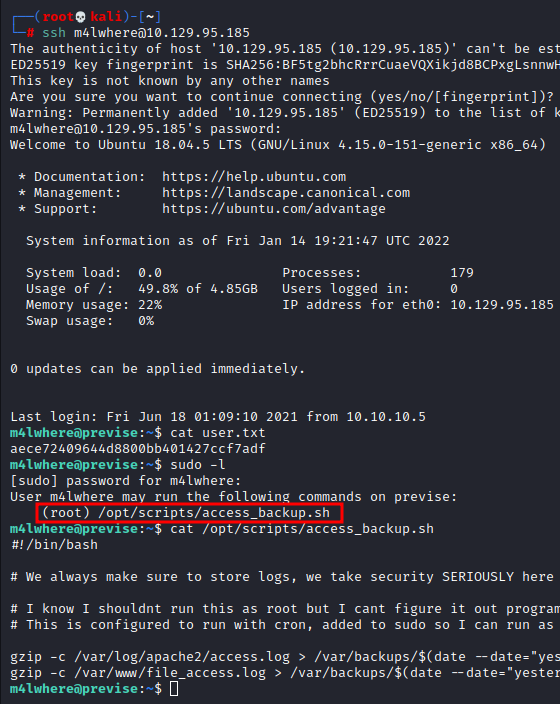 ┌──(root💀kali)-[~]
└─# ssh m4lwhere@10.129.95.185
The authenticity of host '10.129.95.185 (10.129.95.185)' can't be est
ED25519 key fingerprint is SHA256:BF5tg2bhcRrrCuaeVQXikjd8BCPxgLsnnwH
This key is not known by any other names
Are you sure you want to continue connecting (yes/no/[fingerprint])?
Warning: Permanently added '10.129.95.185' (ED25519) to the list of k
m4lwhere@10.129.95.185's password:
Welcome to Ubuntu 18.04.5 LTS (GNU/Linux 4.15.0-151-generic x86_64)
* Documentation:  https://help.ubuntu.com
* Management:     https://landscape.canonical.com
* Support:        https://ubuntu.com/advantage
System information as of Fri Jan 14 19:21:47 UTC 2022
System load:  0.0               Processes:             179
Usage of /:   49.8% of 4.85GB   Users logged in:       0
Memory usage: 22%               IP address for eth0: 10.129.95.185
Swap usage:   0%
0 updates can be applied immediately.
Last login: Fri Jun 18 01:09:10 2021 from 10.10.10.5
m4lwhere@previse:~$ cat user.txt
aece72409644d8800bb401427ccf7adf
m4lwhere@previse:~$ sudo -l
[sudo] password for m4lwhere:
User m4lwhere may run the following commands on previse:
(root) /opt/scripts/access_backup.sh
m4lwhere@previse:~$ cat /opt/scripts/access_backup.sh
#!/bin/bash
# We always make sure to store logs, we take security SERIOUSLY here
# I know I shouldnt run this as root but I cant figure it out program
# This is configured to run with cron, added to sudo so I can run as
gzip -c /var/log/apache2/access.log > /var/backups/$(date --date="yes
gzip -c /var/www/file_access.log > /var/backups/$(date --date="yester
m4lwhere@previse:~$